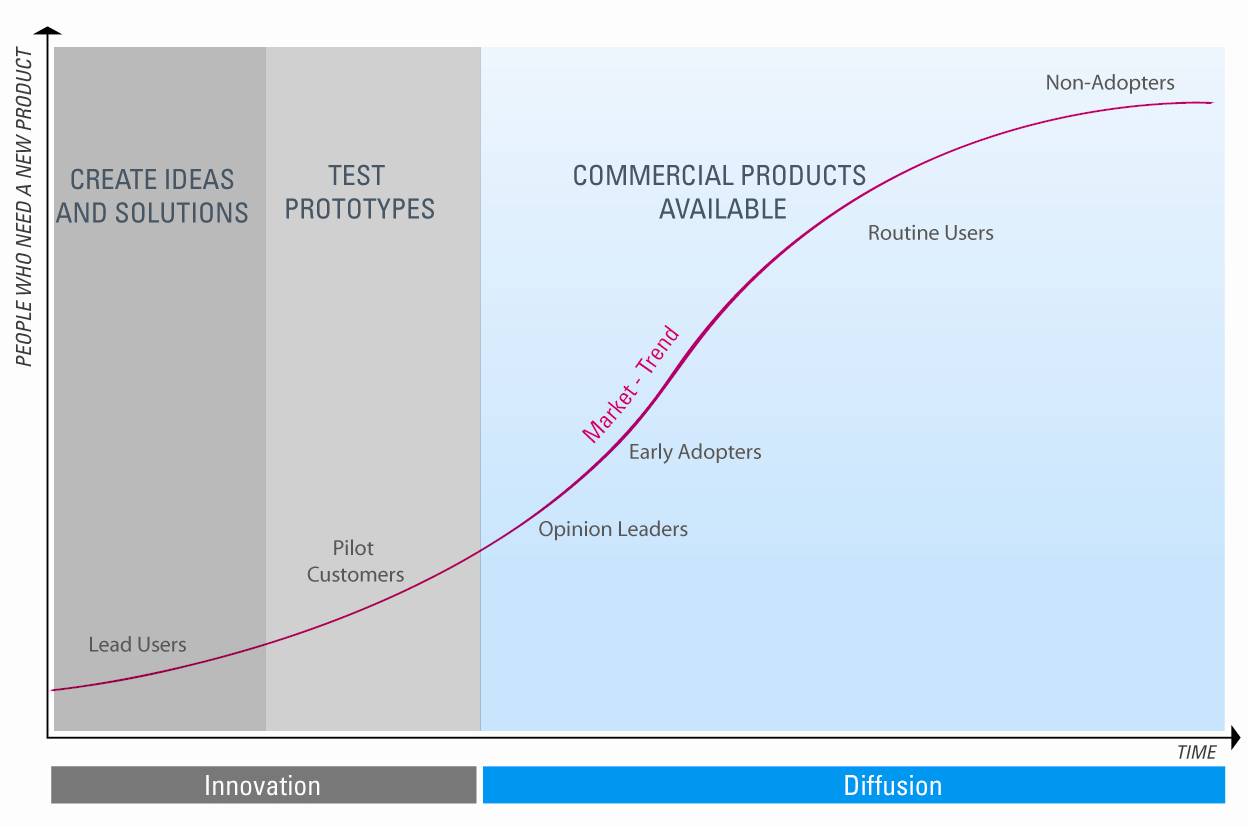 PEOPLE WHO NEED A NEW PRODUCT
CREATE IDEAS
AND SOLUTIONS
TEST
PROTOTYPES
COMMERCIAL PRODUCTS
AVAILABLE
Non-Adopters
Routine Users
Market - Trend
Early Adopters
Opinion Leaders
Pilot
Customers
Lead Users
TIME
Innovation
Diffusion